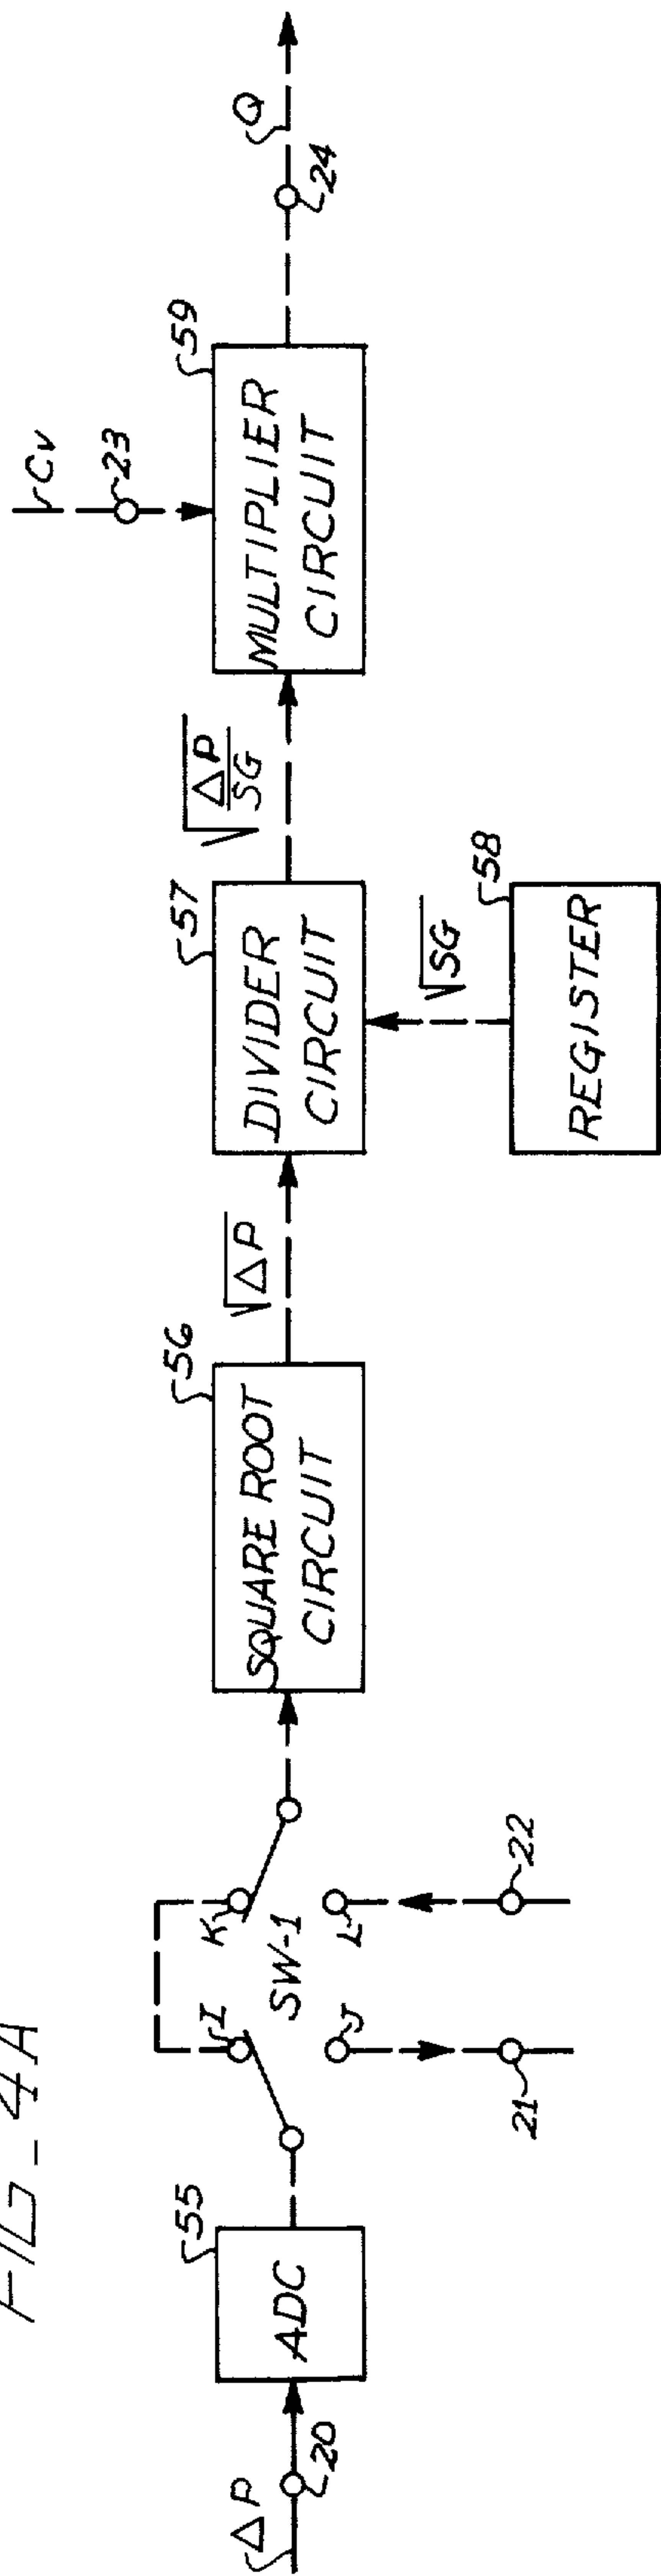 FIG_4A
ΔP
20
55
ADC
I
J
21
SW-1
K
L
22
56
SQUARE ROOT
CIRCUIT
√ΔP
57
DIVIDER
CIRCUIT
√SG
58
REGISTER
√ΔP/SG
Cv
23
59
MULTIPLIER
CIRCUIT
24
Q